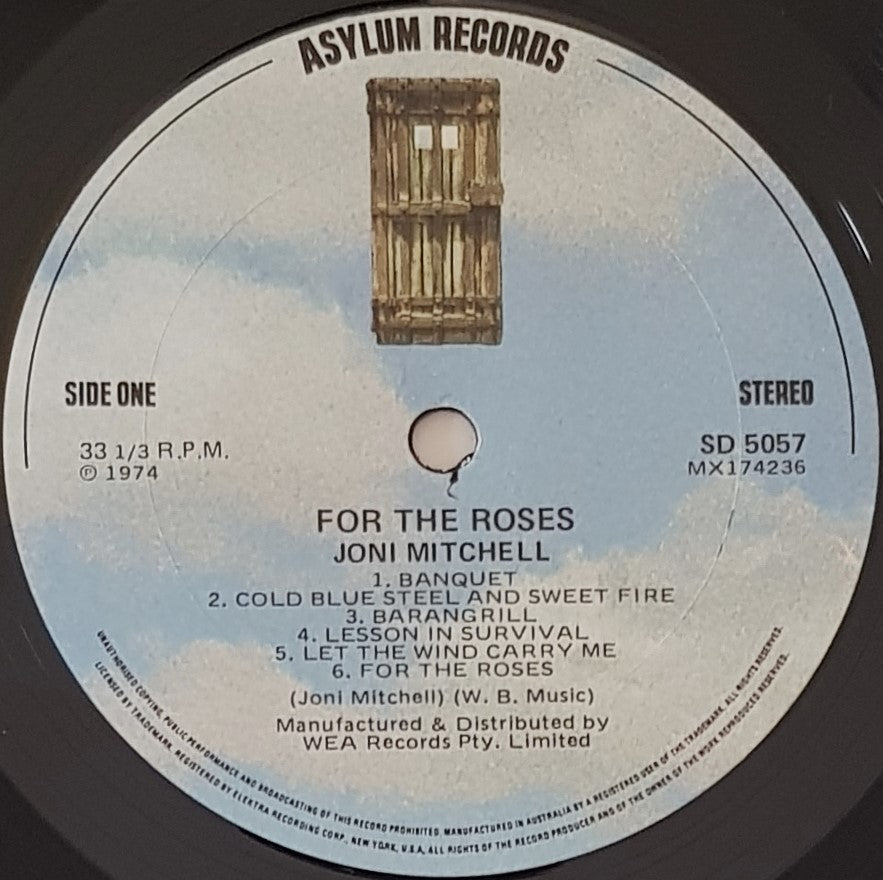 ASYLUM RECORDS
SIDE ONE
STEREO
33 1/3 R.P.M.
℗ 1974
SD 5057
MX174236
FOR THE ROSES
JONI MITCHELL
1. BANQUET
2. COLD BLUE STEEL AND SWEET FIRE
3. BARANGRILL
4. LESSON IN SURVIVAL
5. LET THE WIND CARRY ME
6. FOR THE ROSES
(Joni Mitchell) (W. B. Music)
Manufactured & Distributed by
WEA Records Pty. Limited
UNAUTHORISED COPYING, PUBLIC PERFORMANCE AND BROADCASTING OF THIS RECORD PROHIBITED. MANUFACTURED IN AUSTRALIA BY A REGISTERED USER OF THE TRADEMARK. ALL RIGHTS RESERVED.
LICENSED BY TRADEMARK. REGISTERED BY ELEKTRA RECORDING CORP., NEW YORK, U.S.A. ALL RIGHTS OF THE RECORD PRODUCER AND OF THE OWNER OF THE WORK REPRODUCED RESERVED.